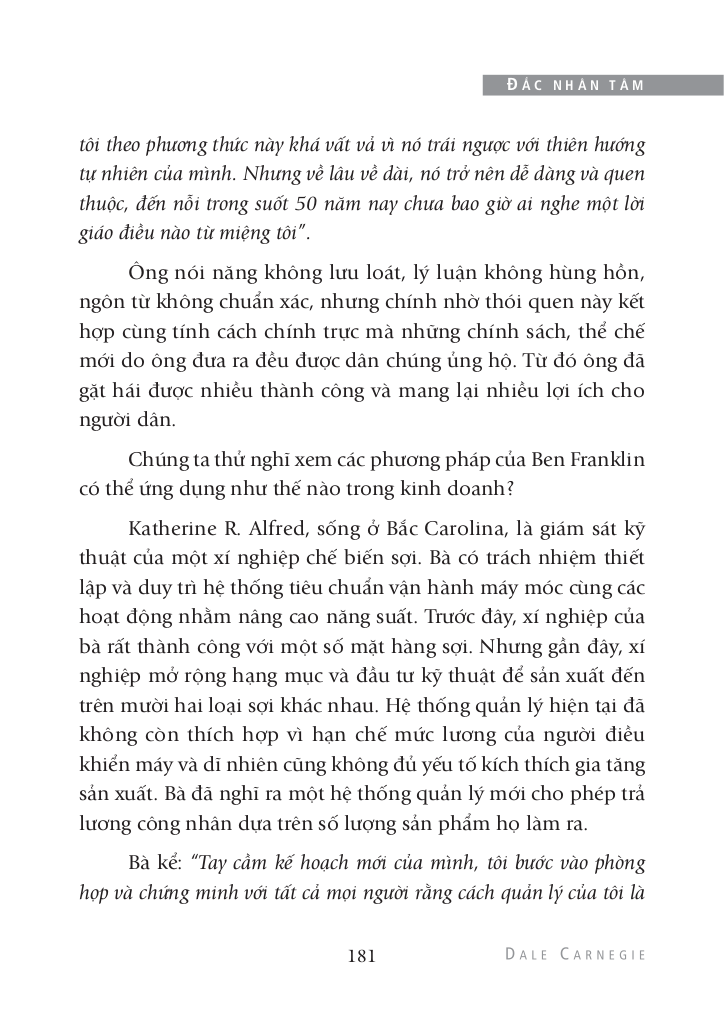 ĐẮC NHÂN TÂM
tôi theo phương thức này khá vất vả vì nó trái ngược với thiên hướng
tự nhiên của mình. Nhưng về lâu về dài, nó trở nên dễ dàng và quen
thuộc, đến nỗi trong suốt 50 năm nay chưa bao giờ ai nghe một lời
giáo điều nào từ miệng tôi”.
Ông nói năng không lưu loát, lý luận không hùng hồn,
ngôn từ không chuẩn xác, nhưng chính nhờ thói quen này kết
hợp cùng tính cách chính trực mà những chính sách, thể chế
mới do ông đưa ra đều được dân chúng ủng hộ. Từ đó ông đã
gặt hái được nhiều thành công và mang lại nhiều lợi ích cho
người dân.
Chúng ta thử nghĩ xem các phương pháp của Ben Franklin
có thể ứng dụng như thế nào trong kinh doanh?
Katherine R. Alfred, sống ở Bắc Carolina, là giám sát kỹ
thuật của một xí nghiệp chế biến sợi. Bà có trách nhiệm thiết
lập và duy trì hệ thống tiêu chuẩn vận hành máy móc cùng các
hoạt động nhằm nâng cao năng suất. Trước đây, xí nghiệp của
bà rất thành công với một số mặt hàng sợi. Nhưng gần đây, xí
nghiệp mở rộng hạng mục và đầu tư kỹ thuật để sản xuất đến
trên mười hai loại sợi khác nhau. Hệ thống quản lý hiện tại đã
không còn thích hợp vì hạn chế mức lương của người điều
khiển máy và dĩ nhiên cũng không đủ yếu tố kích thích gia tăng
sản xuất. Bà đã nghĩ ra một hệ thống quản lý mới cho phép trả
lương công nhân dựa trên số lượng sản phẩm họ làm ra.
Bà kể: “Tay cầm kế hoạch mới của mình, tôi bước vào phòng
họp và chứng minh với tất cả mọi người rằng cách quản lý của tôi là
181
DALE CARNEGIE